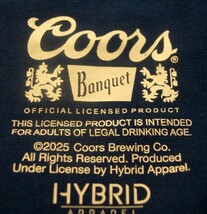 Coors
Banquet
OFFICIAL LICENSED PRODUCT
THIS LICENSED PRODUCT IS INTENDED
FOR ADULTS OF LEGAL DRINKING AGE.
©2025 Coors Brewing Co.
All Rights Reserved. Produced
Under License by Hybrid Apparel.
HYBRID
APPAREL